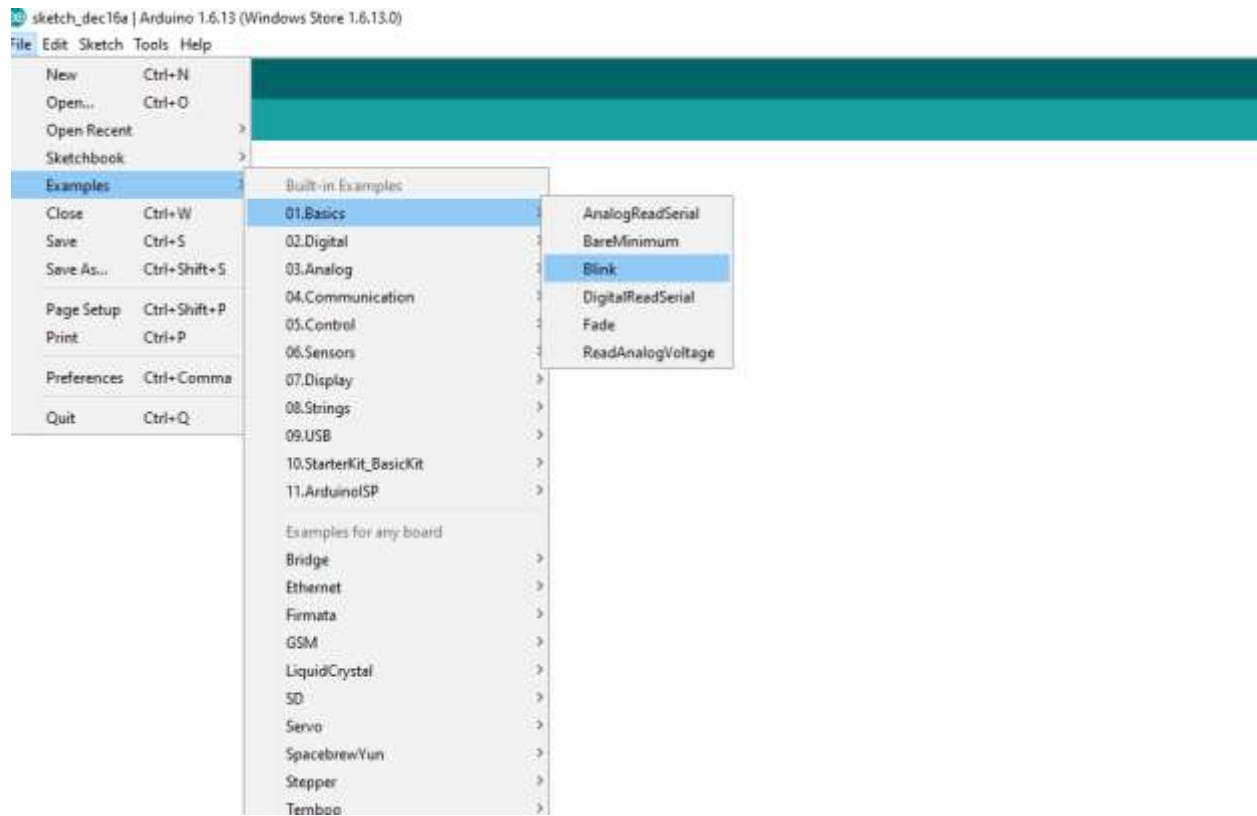 sketch_dec16a | Arduino 1.6.13 (Windows Store 1.6.13.0)
File Edit Sketch Tools Help
New Ctrl+N
Open... Ctrl+O
Open Recent
Sketchbook
Examples
Close Ctrl+W
Save Ctrl+S
Save As... Ctrl+Shift+S
Page Setup Ctrl+Shift+P
Print Ctrl+P
Preferences Ctrl+Comma
Quit Ctrl+Q
Built-in Examples
01.Basics
02.Digital
03.Analog
04.Communication
05.Control
06.Sensors
07.Display
08.Strings
09.USB
10.StarterKit_BasicKit
11.ArduinoISP
Examples for any board
Bridge
Ethernet
Firmata
GSM
LiquidCrystal
SD
Servo
SpacebrewYun
Stepper
Temboo
AnalogReadSerial
BareMinimum
Blink
DigitalReadSerial
Fade
ReadAnalogVoltage